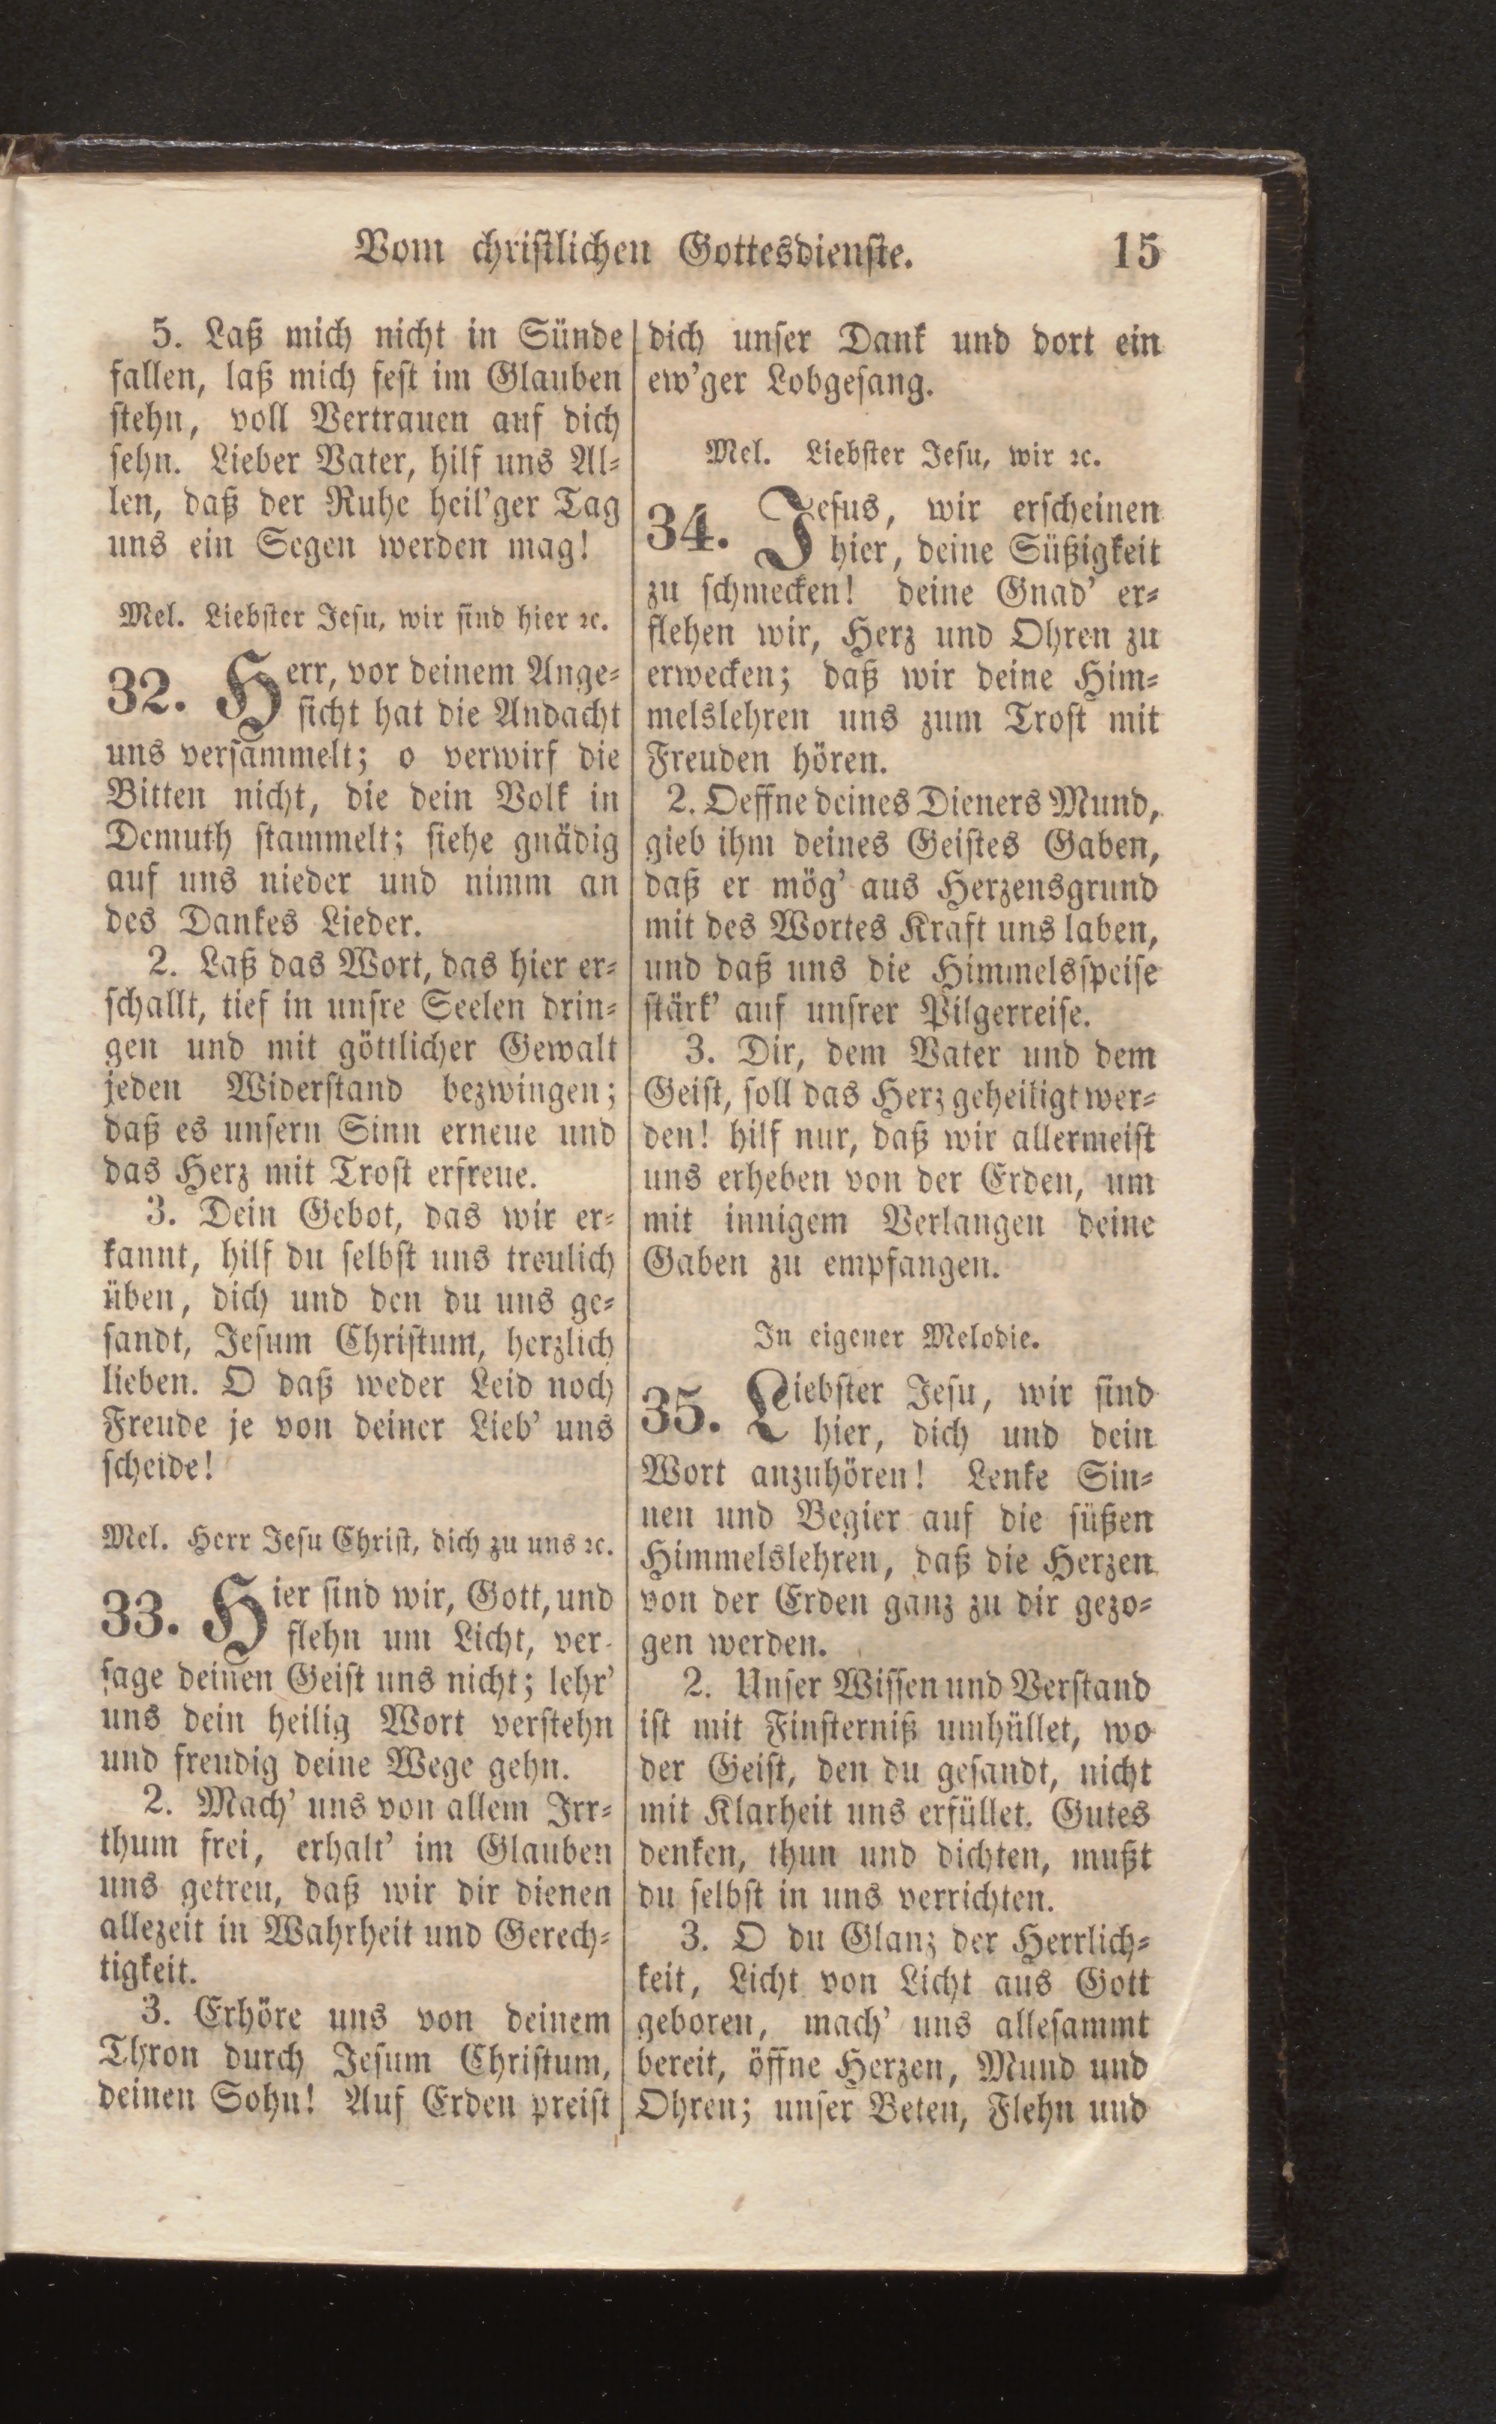 Vom christlichen Gottesdienste. 15
5. Laß mich nicht in Sünde
fallen, laß mich fest im Glauben
stehn, voll Vertrauen auf dich
sehn. Lieber Vater, hilf uns Al-
len, daß der Ruhe heil'ger Tag
uns ein Segen werden mag!
Mel. Liebster Jesu, wir sind hier ꝛc.
32. Herr, vor deinem Ange-
sicht hat die Andacht
uns versammelt; o verwirf die
Bitten nicht, die dein Volk in
Demuth stammelt; siehe gnädig
auf uns nieder und nimm an
des Dankes Lieder.
2. Laß das Wort, das hier er-
schallt, tief in unsre Seelen drin-
gen und mit göttlicher Gewalt
jeden Widerstand bezwingen;
daß es unsern Sinn erneue und
das Herz mit Trost erfreue.
3. Dein Gebot, das wir er-
kannt, hilf du selbst uns treulich
üben, dich und den du uns ge-
sandt, Jesum Christum, herzlich
lieben. O daß weder Leid noch
Freude je von deiner Lieb' uns
scheide!
Mel. Herr Jesu Christ, dich zu uns ꝛc.
33. Hier sind wir, Gott, und
flehn um Licht, ver-
sage deinen Geist uns nicht; lehr'
uns dein heilig Wort verstehn
und freudig deine Wege gehn.
2. Mach' uns von allem Irr-
thum frei, erhalt' im Glauben
uns getreu, daß wir dir dienen
allezeit in Wahrheit und Gerech-
tigkeit.
3. Erhöre uns von deinem
Thron durch Jesum Christum,
deinen Sohn! Auf Erden preist
dich unser Dank und dort ein
ew'ger Lobgesang.
Mel. Liebster Jesu, wir ꝛc.
34. Jesus, wir erscheinen
hier, deine Süßigkeit
zu schmecken! deine Gnad' er-
flehen wir, Herz und Ohren zu
erwecken; daß wir deine Him-
melslehren uns zum Trost mit
Freuden hören.
2. Oeffne deines Dieners Mund,
gieb ihm deines Geistes Gaben,
daß er mög' aus Herzensgrund
mit des Wortes Kraft uns laben,
und daß uns die Himmelsspeise
stärk' auf unsrer Pilgerreise.
3. Dir, dem Vater und dem
Geist, soll das Herz geheiligt wer-
den! hilf nur, daß wir allermeist
uns erheben von der Erden, um
mit innigem Verlangen deine
Gaben zu empfangen.
In eigener Melodie.
35. Liebster Jesu, wir sind
hier, dich und dein
Wort anzuhören! Lenke Sin-
nen und Begier auf die süßen
Himmelslehren, daß die Herzen
von der Erden ganz zu dir gezo-
gen werden.
2. Unser Wissen und Verstand
ist mit Finsterniß umhüllet, wo
der Geist, den du gesandt, nicht
mit Klarheit uns erfüllet. Gutes
denken, thun und dichten, mußt
du selbst in uns verrichten.
3. O du Glanz der Herrlich-
keit, Licht von Licht aus Gott
geboren, mach' uns allesammt
bereit, öffne Herzen, Mund und
Ohren; unser Beten, Flehn und